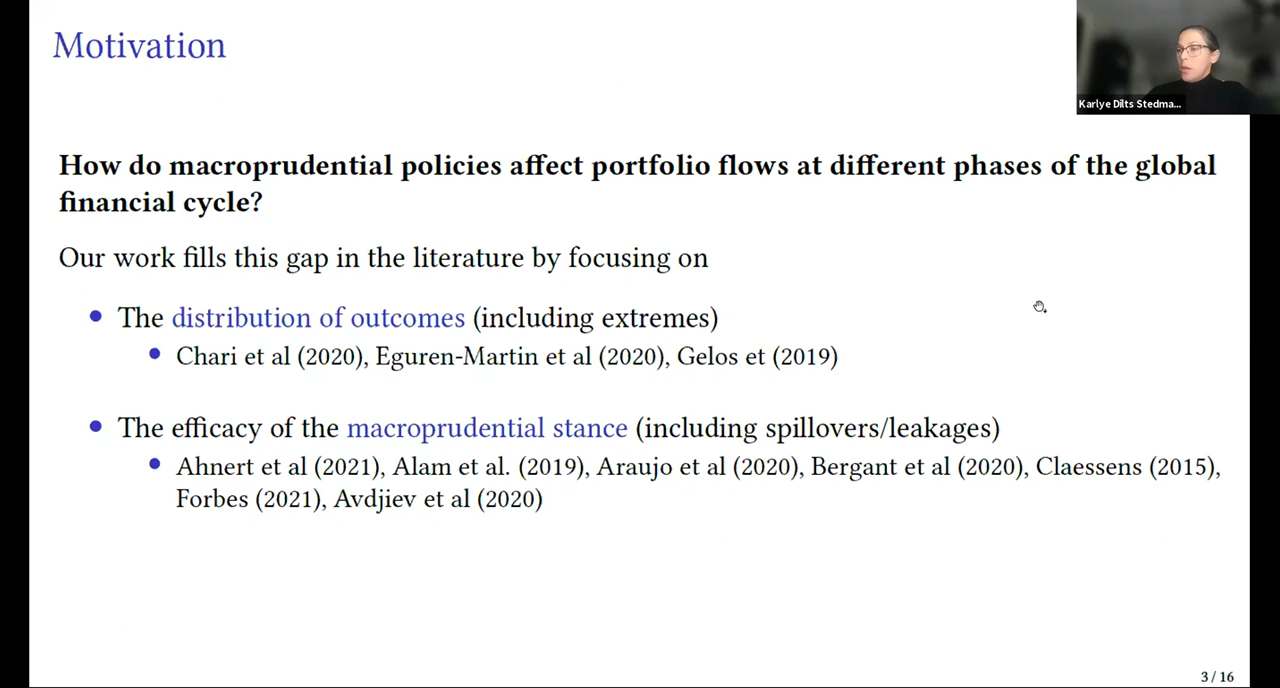 Motivation
Karlye Dilts Stedma...
How do macroprudential policies affect portfolio flows at different phases of the global
financial cycle?
Our work fills this gap in the literature by focusing on
• The distribution of outcomes (including extremes)
• Chari et al (2020), Eguren-Martin et al (2020), Gelos et (2019)
• The efficacy of the macroprudential stance (including spillovers/leakages)
• Ahnert et al (2021), Alam et al. (2019), Araujo et al (2020), Bergant et al (2020), Claessens (2015),
Forbes (2021), Avdjiev et al (2020)
3 / 16